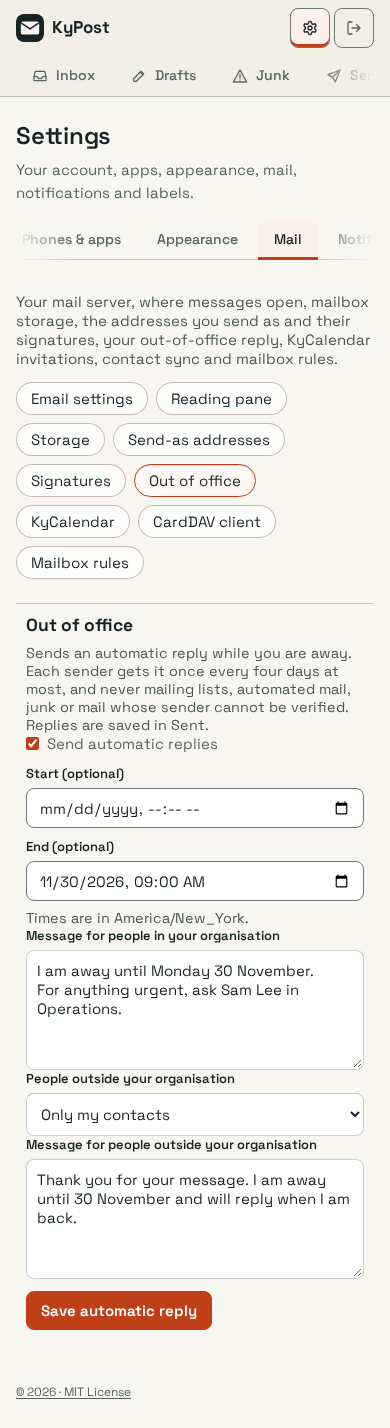 KyPost
Inbox
Drafts
Junk
Settings
Your account, apps, appearance, mail,
notifications and labels.
Phones & apps
Appearance
Mail
Notif
Your mail server, where messages open, mailbox
storage, the addresses you send as and their
signatures, your out-of-office reply, KyCalendar
invitations, contact sync and mailbox rules.
Email settings
Reading pane
Storage
Send-as addresses
Signatures
Out of office
KyCalendar
CardDAV client
Mailbox rules
Out of office
Sends an automatic reply while you are away.
Each sender gets it once every four days at
most, and never mailing lists, automated mail,
junk or mail whose sender cannot be verified.
Replies are saved in Sent.
Send automatic replies
Start (optional)
mm/dd/yyyy, --:-- --
End (optional)
11/30/2026, 09:00 AM
Times are in America/New_York.
Message for people in your organisation
I am away until Monday 30 November.
For anything urgent, ask Sam Lee in
Operations.
People outside your organisation
Only my contacts
Message for people outside your organisation
Thank you for your message. I am away
until 30 November and will reply when I am
back.
Save automatic reply
© 2026 · MIT License